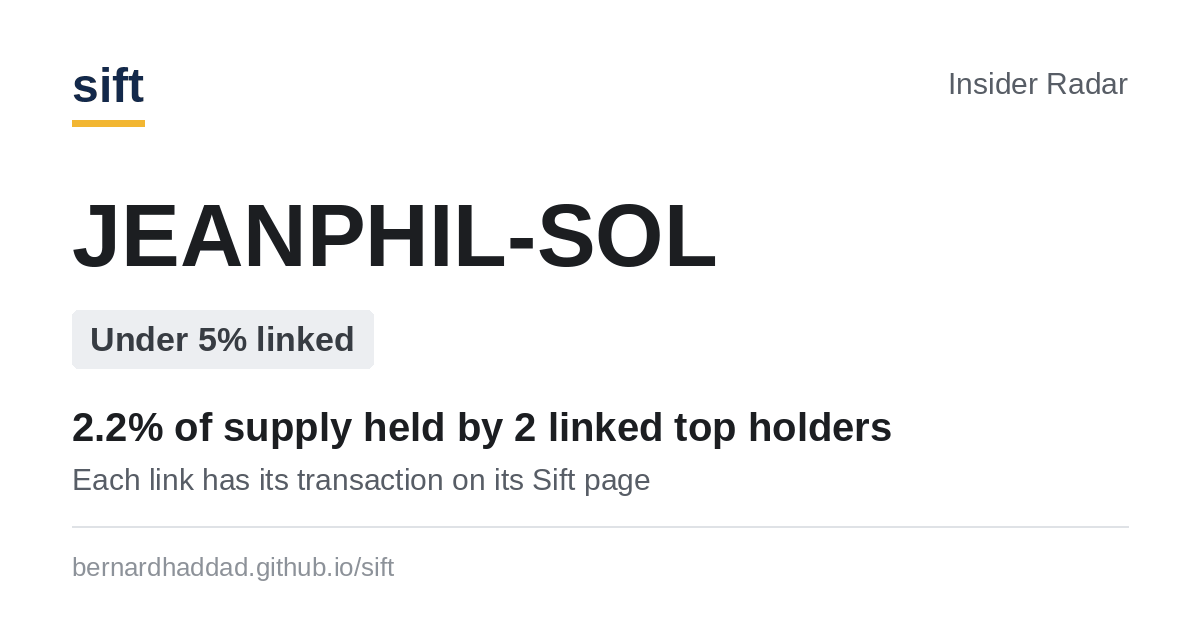 sift
Insider Radar
JEANPHIL-SOL
Under 5% linked
2.2% of supply held by 2 linked top holders
Each link has its transaction on its Sift page
bernardhaddad.github.io/sift